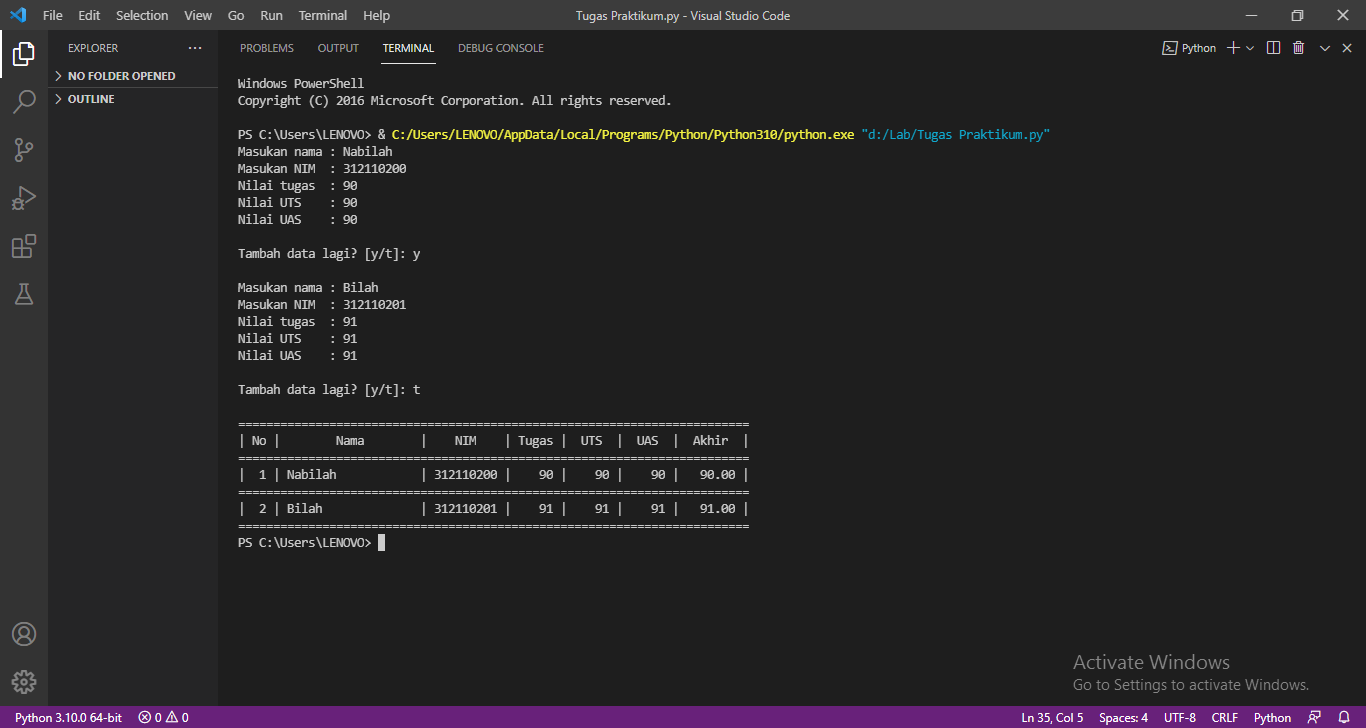 File Edit Selection View Go Run Terminal Help Tugas Praktikum.py - Visual Studio Code
EXPLORER
NO FOLDER OPENED
OUTLINE
PROBLEMS OUTPUT TERMINAL DEBUG CONSOLE Python
Windows PowerShell
Copyright (C) 2016 Microsoft Corporation. All rights reserved.
PS C:\Users\LENOVO> & C:/Users/LENOVO/AppData/Local/Programs/Python/Python310/python.exe "d:/Lab/Tugas Praktikum.py"
Masukan nama : Nabilah
Masukan NIM  : 312110200
Nilai tugas  : 90
Nilai UTS    : 90
Nilai UAS    : 90
Tambah data lagi? [y/t]: y
Masukan nama : Bilah
Masukan NIM  : 312110201
Nilai tugas  : 91
Nilai UTS    : 91
Nilai UAS    : 91
Tambah data lagi? [y/t]: t
=========================================================================
| No |        Nama        |    NIM    | Tugas |  UTS  |  UAS  |  Akhir  |
=========================================================================
|  1 | Nabilah            | 312110200 |    90 |    90 |    90 |   90.00 |
=========================================================================
|  2 | Bilah              | 312110201 |    91 |    91 |    91 |   91.00 |
=========================================================================
PS C:\Users\LENOVO>
Activate Windows
Go to Settings to activate Windows.
Python 3.10.0 64-bit 0 0 Ln 35, Col 5 Spaces: 4 UTF-8 CRLF Python